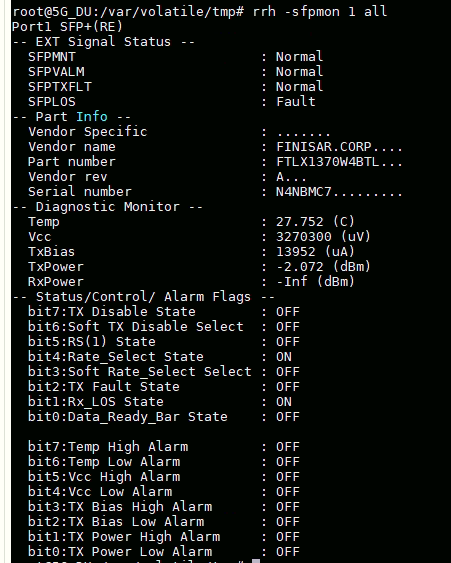 root@5G_DU:/var/volatile/tmp# rrh -sfpmon 1 all
Port1 SFP+(RE)
-- EXT Signal Status --
SFPMNT : Normal
SFPVALM : Normal
SFPTXFLT : Normal
SFPLOS : Fault
-- Part Info --
Vendor Specific : .......
Vendor name : FINISAR.CORP....
Part number : FTLX1370W4BTL...
Vendor rev : A...
Serial number : N4NBMC7.........
-- Diagnostic Monitor --
Temp : 27.752 (C)
Vcc : 3270300 (uV)
TxBias : 13952 (uA)
TxPower : -2.072 (dBm)
RxPower : -Inf (dBm)
-- Status/Control/ Alarm Flags --
bit7:TX Disable State : OFF
bit6:Soft TX Disable Select : OFF
bit5:RS(1) State : OFF
bit4:Rate_Select State : ON
bit3:Soft Rate_Select Select : OFF
bit2:TX Fault State : OFF
bit1:Rx_LOS State : ON
bit0:Data_Ready_Bar State : OFF
bit7:Temp High Alarm : OFF
bit6:Temp Low Alarm : OFF
bit5:Vcc High Alarm : OFF
bit4:Vcc Low Alarm : OFF
bit3:TX Bias High Alarm : OFF
bit2:TX Bias Low Alarm : OFF
bit1:TX Power High Alarm : OFF
bit0:TX Power Low Alarm : OFF